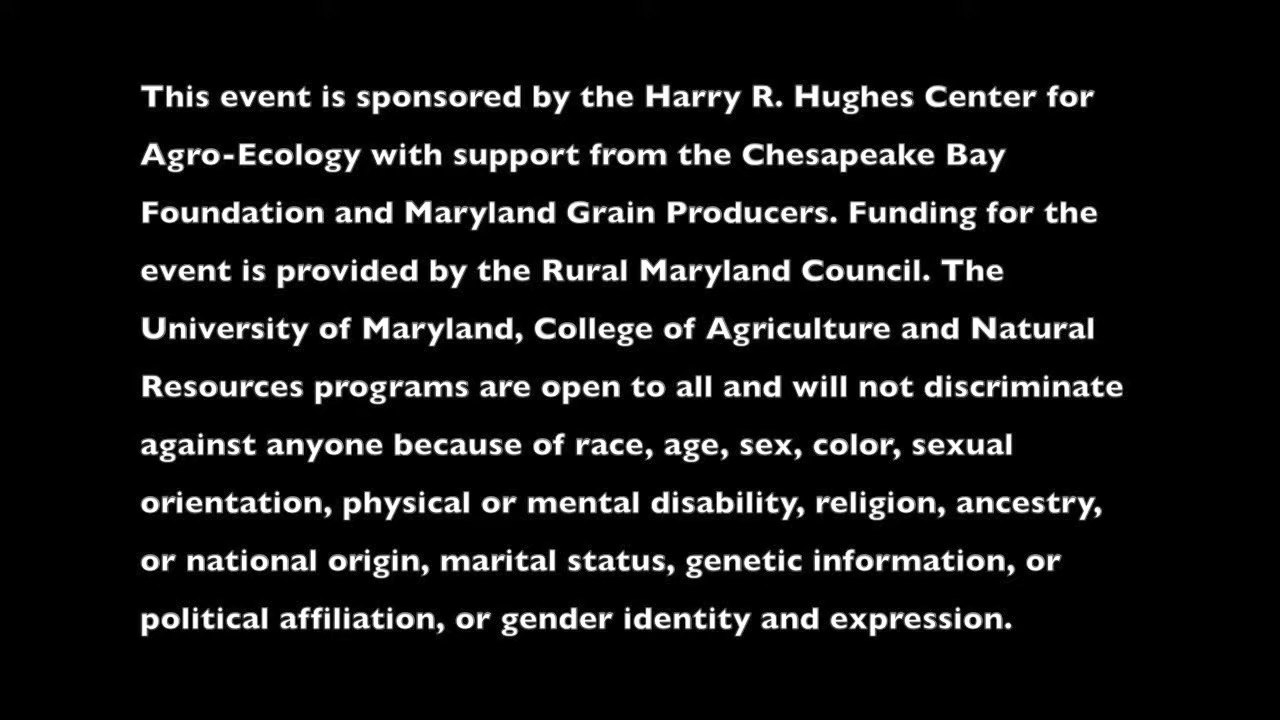 This event is sponsored by the Harry R. Hughes Center for
Agro-Ecology with support from the Chesapeake Bay
Foundation and Maryland Grain Producers. Funding for the
event is provided by the Rural Maryland Council. The
University of Maryland, College of Agriculture and Natural
Resources programs are open to all and will not discriminate
against anyone because of race, age, sex, color, sexual
orientation, physical or mental disability, religion, ancestry,
or national origin, marital status, genetic information, or
political affiliation, or gender identity and expression.